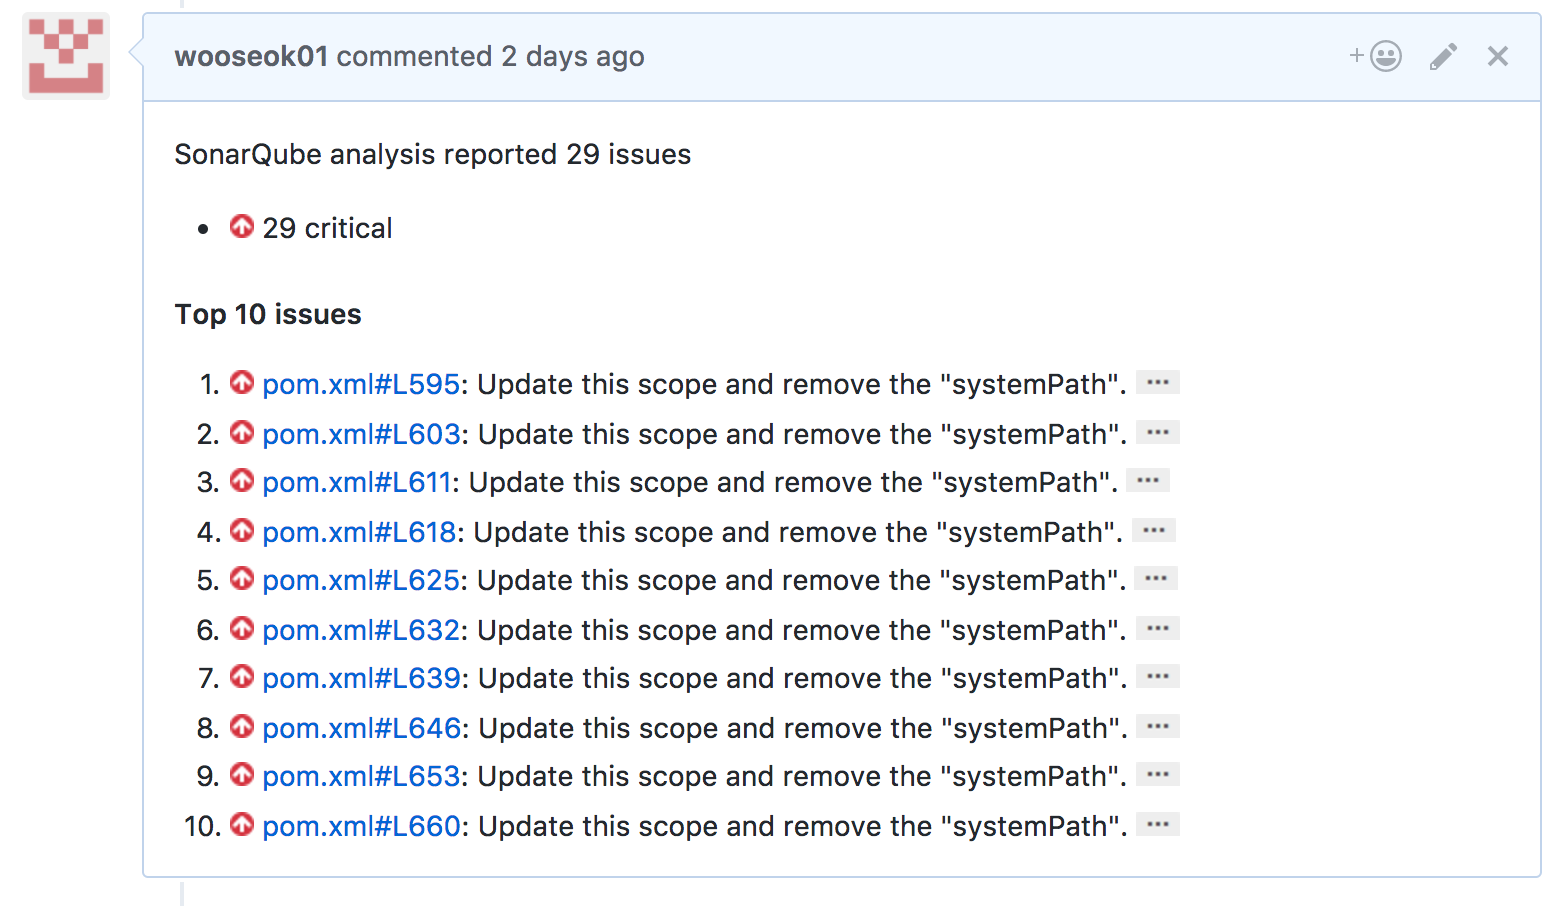 wooseok01 commented 2 days ago
SonarQube analysis reported 29 issues
• 29 critical
Top 10 issues
1. pom.xml#L595: Update this scope and remove the "systemPath". ...
2. pom.xml#L603: Update this scope and remove the "systemPath". ...
3. pom.xml#L611: Update this scope and remove the "systemPath". ...
4. pom.xml#L618: Update this scope and remove the "systemPath". ...
5. pom.xml#L625: Update this scope and remove the "systemPath". ...
6. pom.xml#L632: Update this scope and remove the "systemPath". ...
7. pom.xml#L639: Update this scope and remove the "systemPath". ...
8. pom.xml#L646: Update this scope and remove the "systemPath". ...
9. pom.xml#L653: Update this scope and remove the "systemPath". ...
10. pom.xml#L660: Update this scope and remove the "systemPath". ...